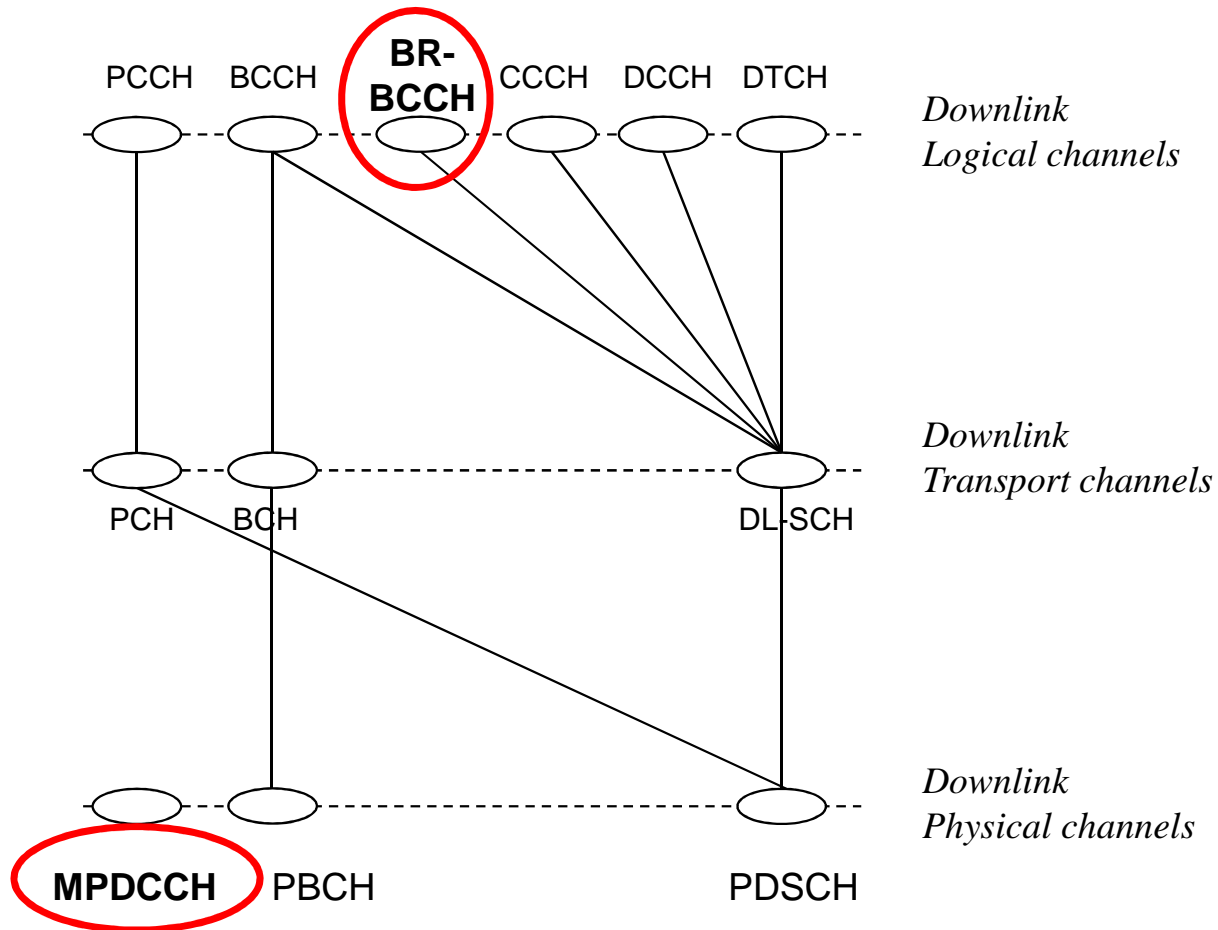 PCCH
BCCH
BR-
BCCH
CCCH
DCCH
DTCH
Downlink
Logical channels
Downlink
Transport channels
PCH
BCH
DL-SCH
Downlink
Physical channels
MPDCCH
PBCH
PDSCH